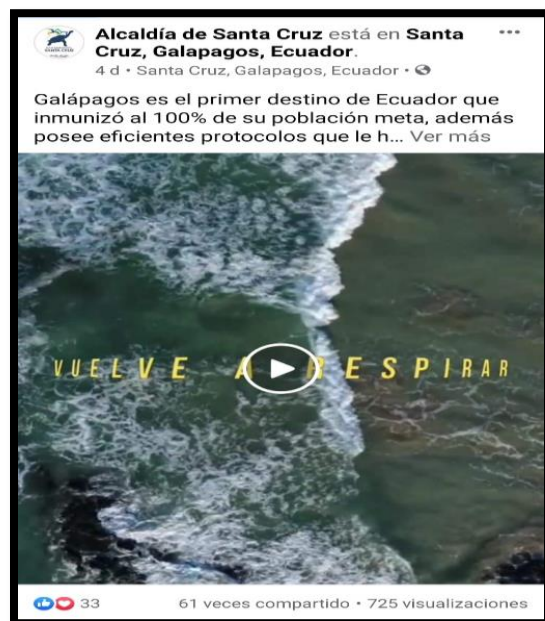 Alcaldía de Santa Cruz está en Santa
Cruz, Galapagos, Ecuador.
4 d · Santa Cruz, Galapagos, Ecuador ·
Galápagos es el primer destino de Ecuador que
inmunizó al 100% de su población meta, además
posee eficientes protocolos que le h... Ver más
VUELVE A RESPIRAR
33
61 veces compartido · 725 visualizaciones